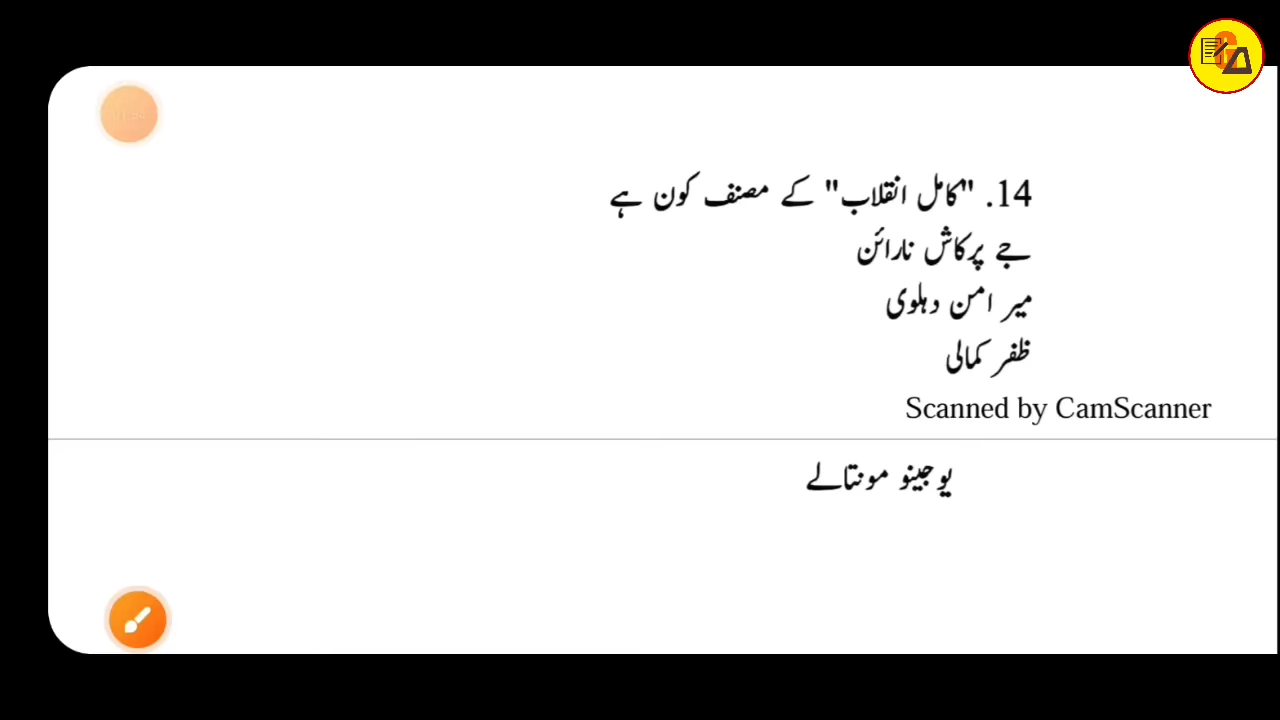 14. "کامل انقلاب" کے مصنف کون ہے
جے پرکاش نارائن
میر امن دہلوی
ظفر کمالی
Scanned by CamScanner
یوجینو مونتالے